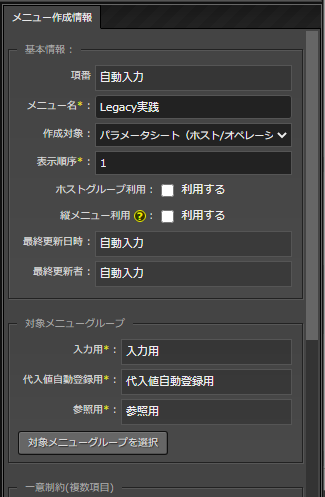 メニュー作成情報
基本情報：
項番 自動入力
メニュー名*： Legacy実践
作成対象： パラメータシート（ホスト/オペレーシ
表示順序*： 1
ホストグループ利用： 利用する
縦メニュー利用 ?： 利用する
最終更新日時： 自動入力
最終更新者： 自動入力
対象メニューグループ
入力用*： 入力用
代入値自動登録用*： 代入値自動登録用
参照用*： 参照用
対象メニューグループを選択
一意制約(複数項目)